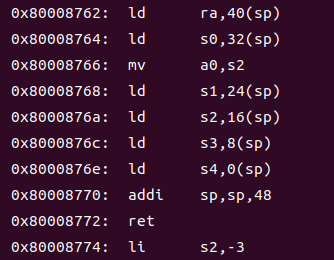 0x80008762: ld ra,40(sp)
0x80008764: ld s0,32(sp)
0x80008766: mv a0,s2
0x80008768: ld s1,24(sp)
0x8000876a: ld s2,16(sp)
0x8000876c: ld s3,8(sp)
0x8000876e: ld s4,0(sp)
0x80008770: addi sp,sp,48
0x80008772: ret
0x80008774: li s2,-3